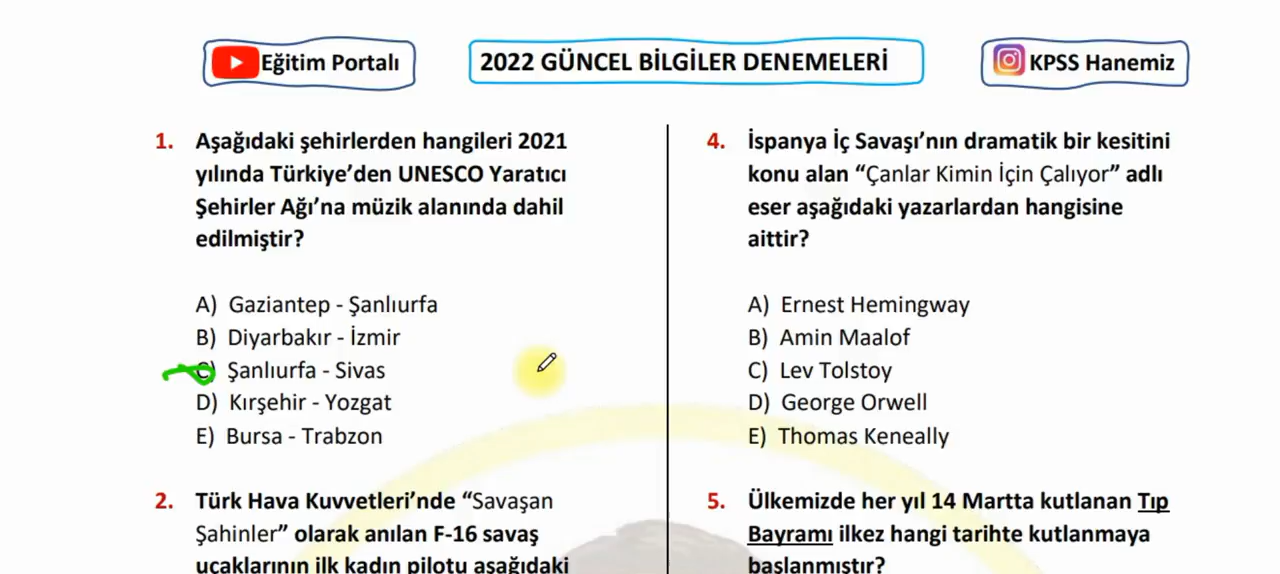 Eğitim Portalı
2022 GÜNCEL BİLGİLER DENEMELERİ
KPSS Hanemiz
1. Aşağıdaki şehirlerden hangileri 2021
yılında Türkiye’den UNESCO Yaratıcı
Şehirler Ağı’na müzik alanında dahil
edilmiştir?
A) Gaziantep - Şanlıurfa
B) Diyarbakır - İzmir
C) Şanlıurfa - Sivas
D) Kırşehir - Yozgat
E) Bursa - Trabzon
2. Türk Hava Kuvvetleri’nde “Savaşan
Şahinler” olarak anılan F-16 savaş
uçaklarının ilk kadın pilotu aşağıdaki
4. İspanya İç Savaşı’nın dramatik bir kesitini
konu alan “Çanlar Kimin İçin Çalıyor” adlı
eser aşağıdaki yazarlardan hangisine
aittir?
A) Ernest Hemingway
B) Amin Maalof
C) Lev Tolstoy
D) George Orwell
E) Thomas Keneally
5. Ülkemizde her yıl 14 Martta kutlanan Tıp
Bayramı ilkez hangi tarihte kutlanmaya
başlanmıştır?